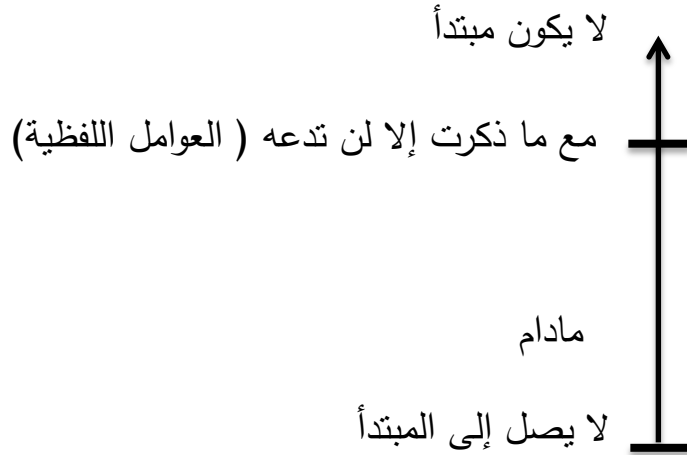 لا يكون مبتدأ
مع ما ذكرت إلا لن تدعه ( العوامل اللفظية)
مادام
لا يصل إلى المبتدأ